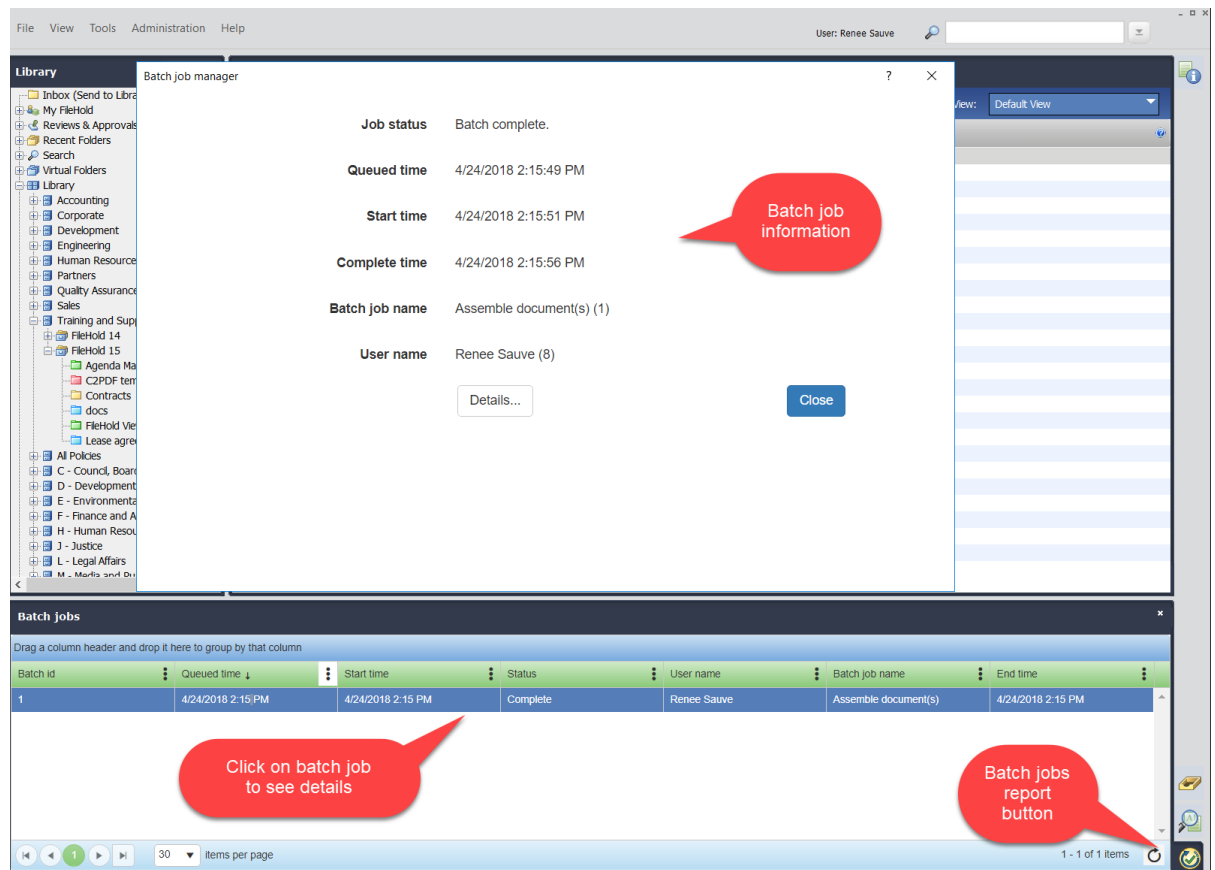 File View Tools Administration Help
User: Renee Sauve
Library
Inbox (Send to Libra
My FileHold
Reviews & Approvals
Recent Folders
Search
Virtual Folders
Library
Accounting
Corporate
Development
Engineering
Human Resource
Partners
Quality Assurance
Sales
Training and Supp
FileHold 14
FileHold 15
Agenda Ma
C2PDF tem
Contracts
docs
FileHold Vie
Lease agre
All Policies
C - Council, Board
D - Development
E - Environmenta
F - Finance and A
H - Human Resou
J - Justice
L - Legal Affairs
M - Media and Pu
Batch job manager ?
Job status Batch complete.
Queued time 4/24/2018 2:15:49 PM
Start time 4/24/2018 2:15:51 PM
Complete time 4/24/2018 2:15:56 PM
Batch job name Assemble document(s) (1)
User name Renee Sauve (8)
Details... Close
Batch job
information
View: Default View
Batch jobs
Drag a column header and drop it here to group by that column
Batch id Queued time ↓ Start time Status User name Batch job name End time
1 4/24/2018 2:15 PM 4/24/2018 2:15 PM Complete Renee Sauve Assemble document(s) 4/24/2018 2:15 PM
Click on batch job
to see details
Batch jobs
report
button
1 30 items per page 1 - 1 of 1 items